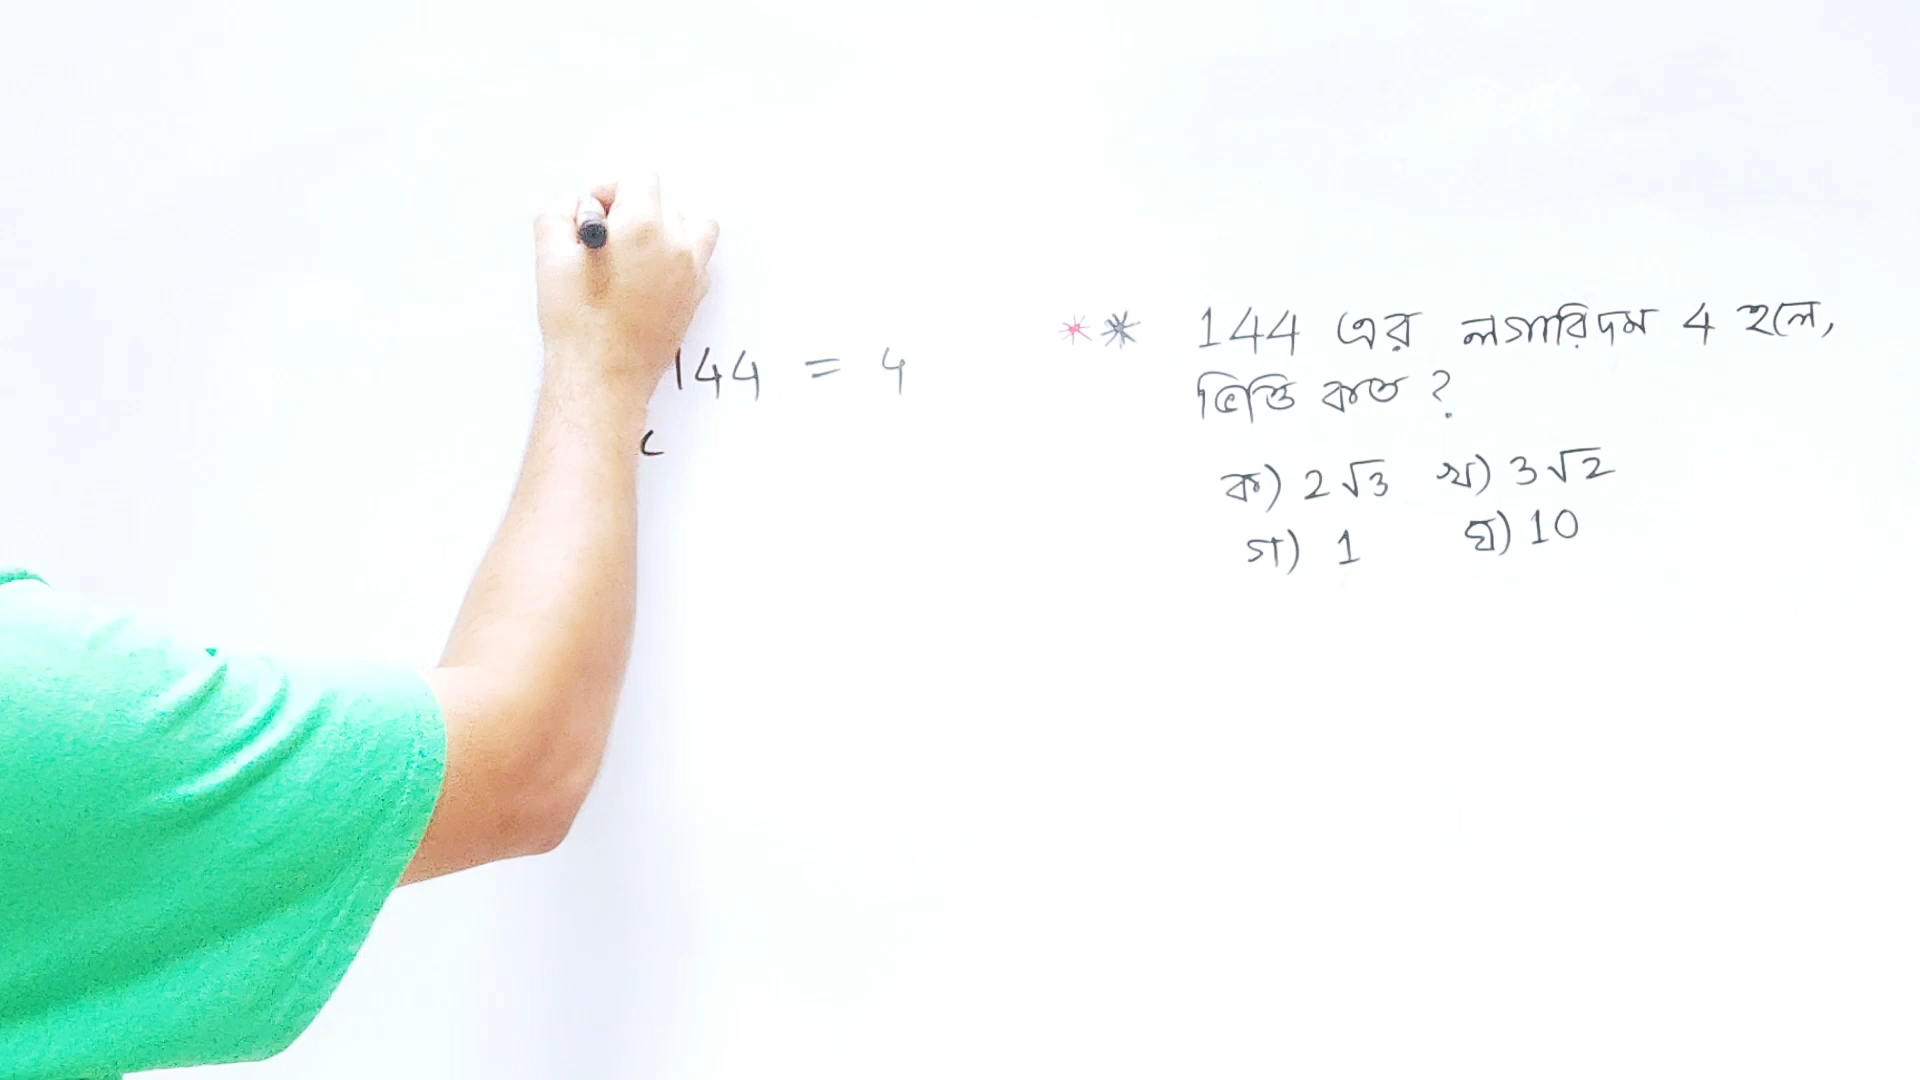 144 = 4
** 144 এর লগারিদম 4 হলে,
ভিত্তি কত ?
ক) 2√3 খ) 3√2
গ) 1 ঘ) 10